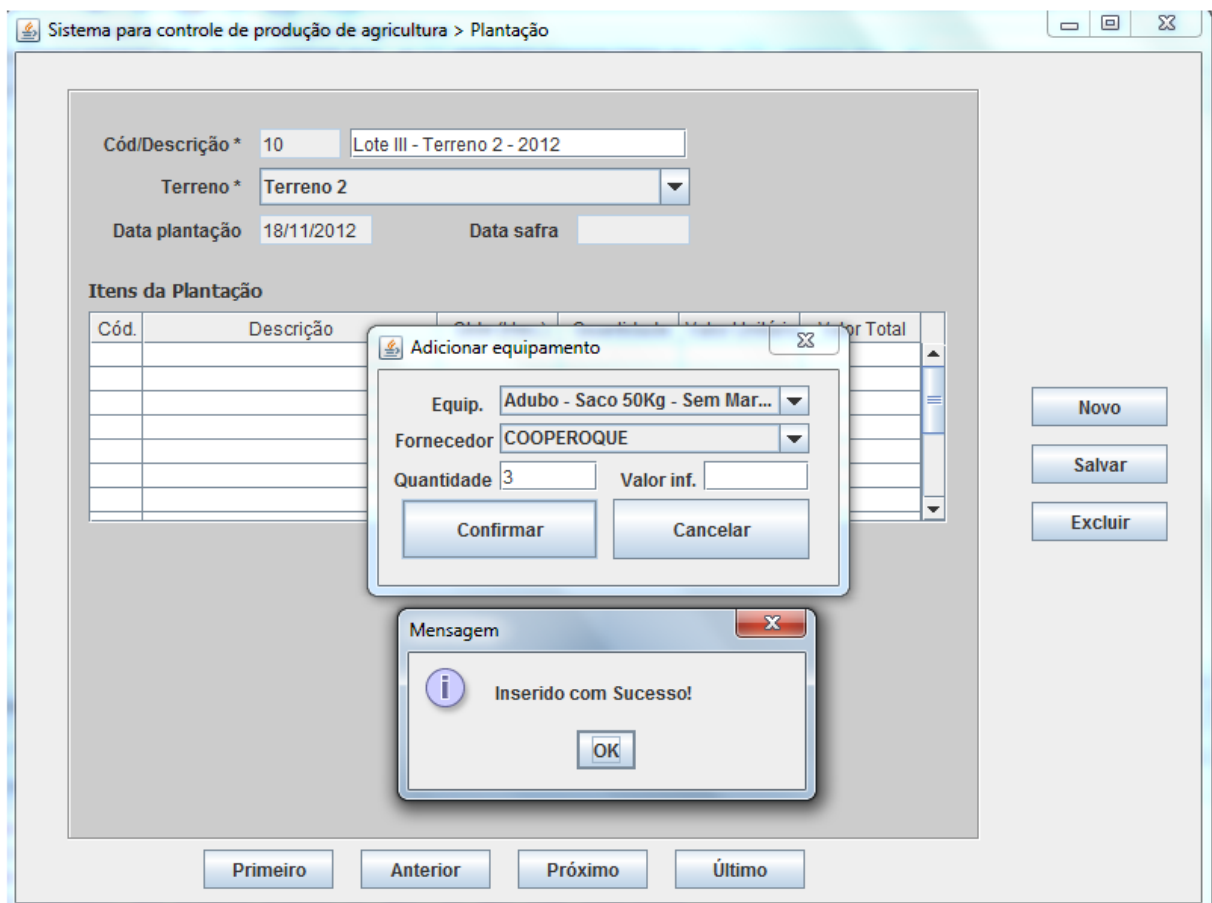 Sistema para controle de produção de agricultura > Plantação
Cód/Descrição * 10 Lote III - Terreno 2 - 2012
Terreno * Terreno 2
Data plantação 18/11/2012 Data safra
Itens da Plantação
Cód. Descrição Valor Total
Adicionar equipamento
Equip. Adubo - Saco 50Kg - Sem Mar...
Fornecedor COOPEROQUE
Quantidade 3 Valor inf.
Confirmar Cancelar
Novo
Salvar
Excluir
Mensagem
Inserido com Sucesso!
OK
Primeiro Anterior Próximo Último